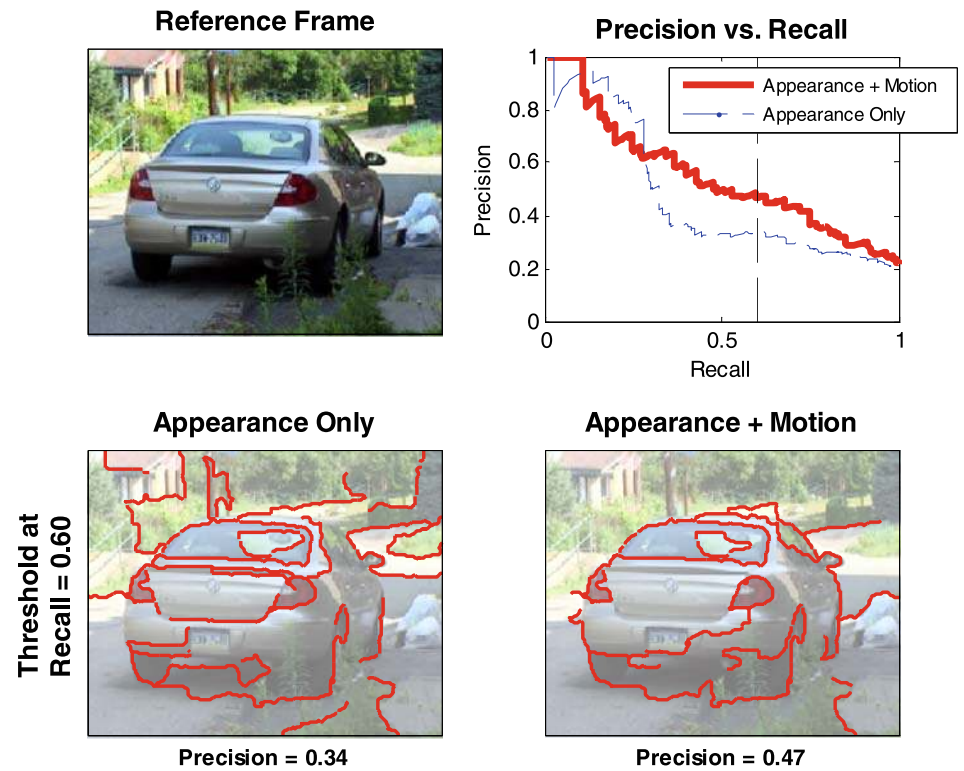 Reference Frame
Precision vs. Recall
Appearance + Motion
Appearance Only
Precision
1
0.8
0.6
0.4
0.2
0
0
0.5
1
Recall
Appearance Only
Appearance + Motion
Threshold at
Recall = 0.60
Precision = 0.34
Precision = 0.47